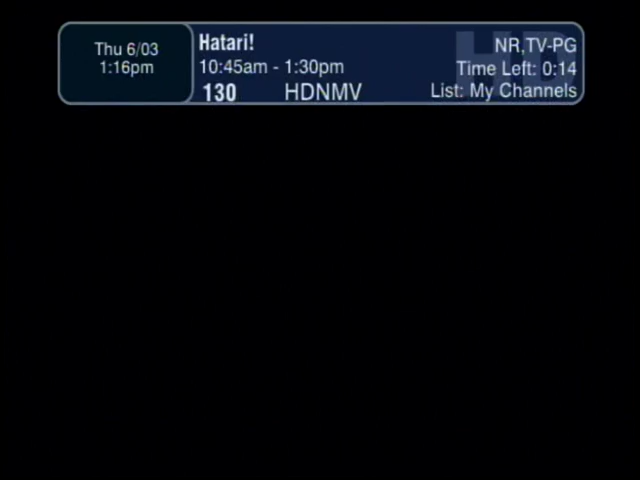 Thu 6/03
1:16pm
Hatari!
10:45am - 1:30pm
130 HDNMV
HD
NR,TV-PG
Time Left: 0:14
List: My Channels